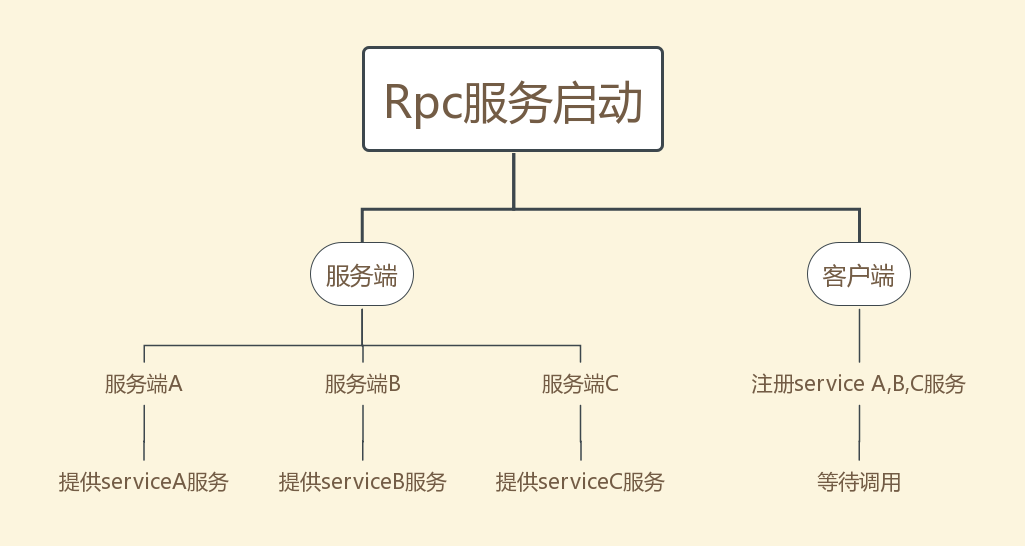 Rpc服务启动
服务端
客户端
服务端A
服务端B
服务端C
注册service A,B,C服务
提供serviceA服务
提供serviceB服务
提供serviceC服务
等待调用